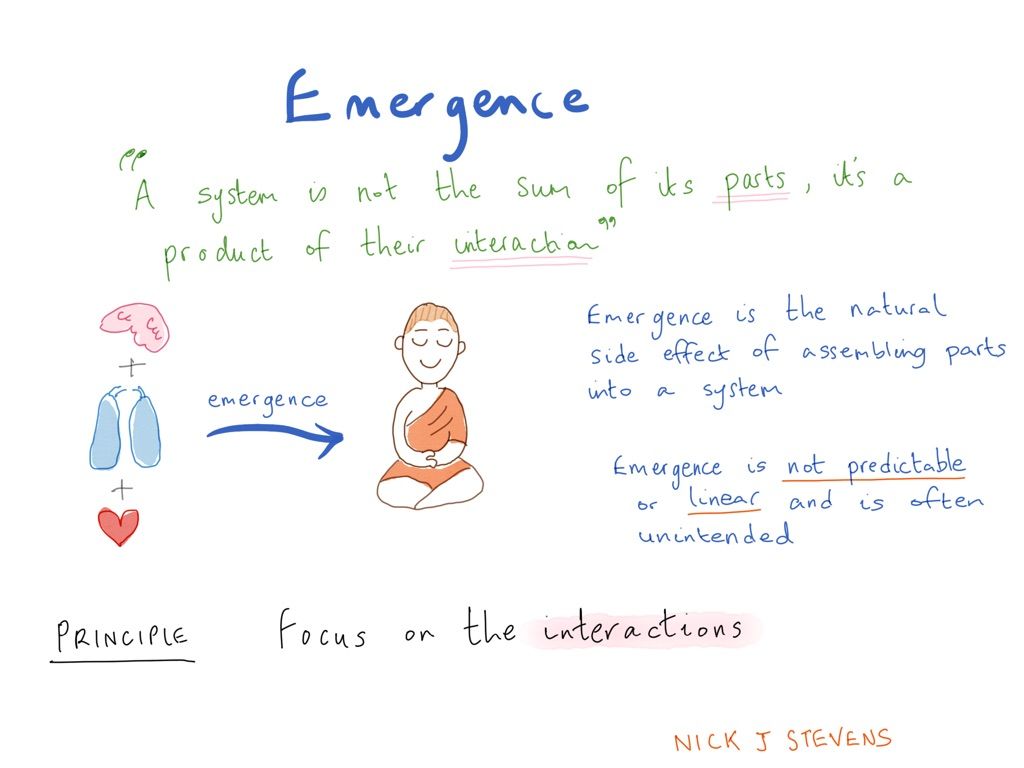 Emergence
"A system is not the sum of its parts, it's a
product of their interaction"
+
emergence
+
Emergence is the natural
side effect of assembling parts
into a system
Emergence is not predictable
or linear and is often
unintended
PRINCIPLE Focus on the interactions
NICK J STEVENS